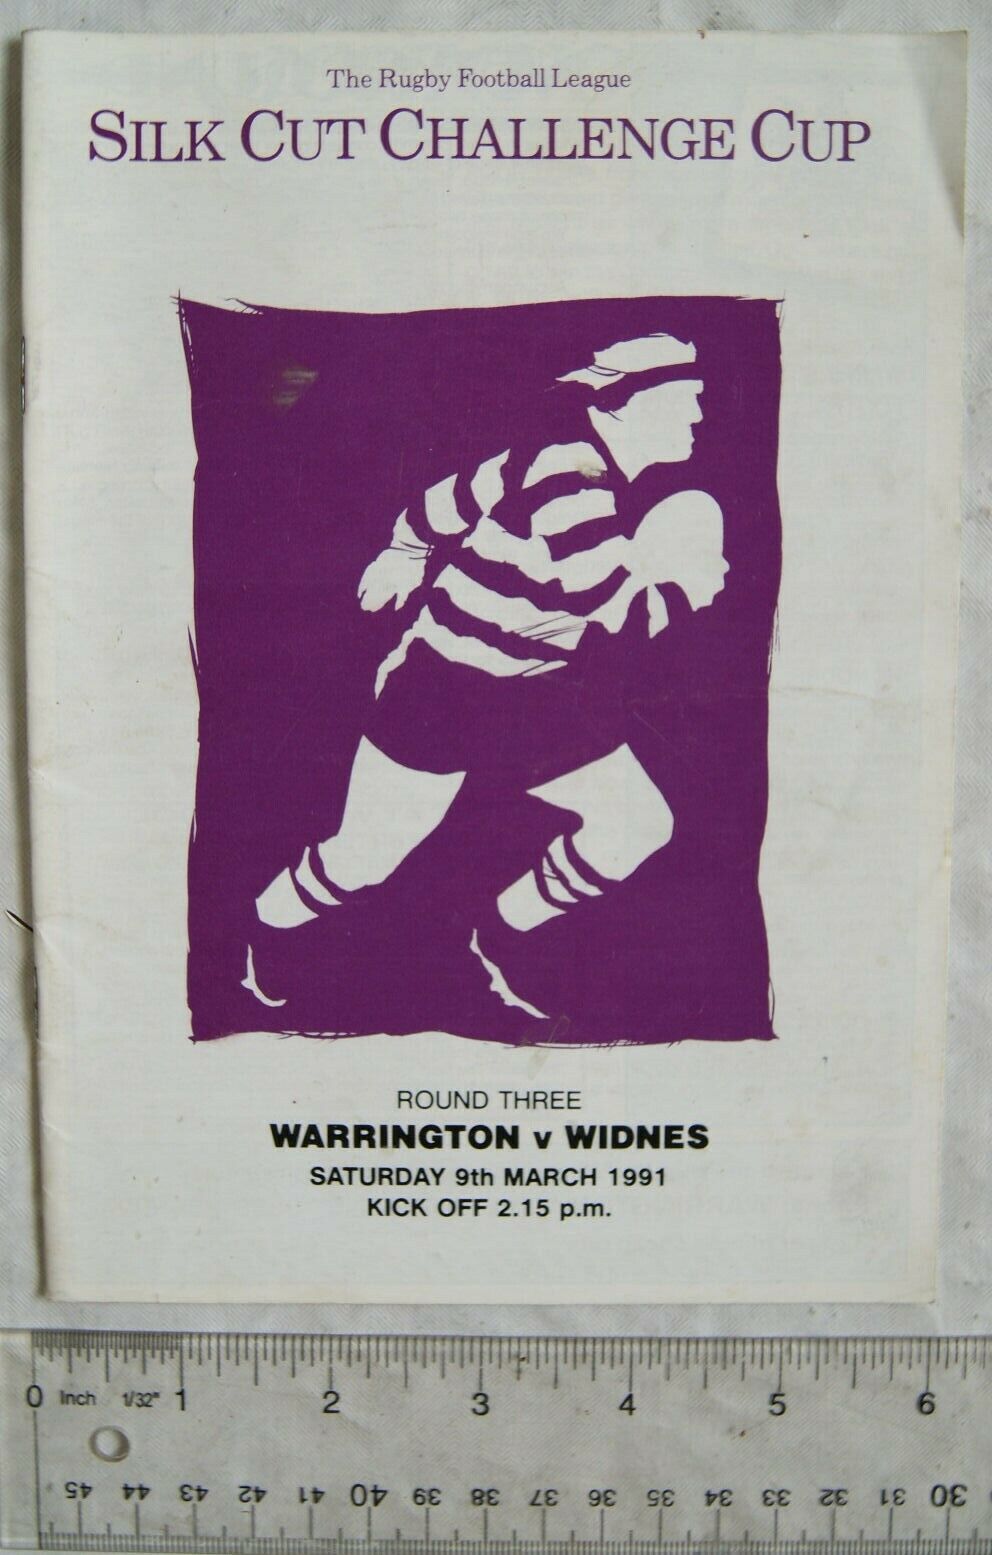 The Rugby Football League
SILK CUT CHALLENGE CUP
ROUND THREE
WARRINGTON v WIDNES
SATURDAY 9th MARCH 1991
KICK OFF 2.15 p.m.
0 Inch 1/32" 1 2 3 4 5 6
45 44 43 42 41 40 39 38 37 36 35 34 33 32 31 30